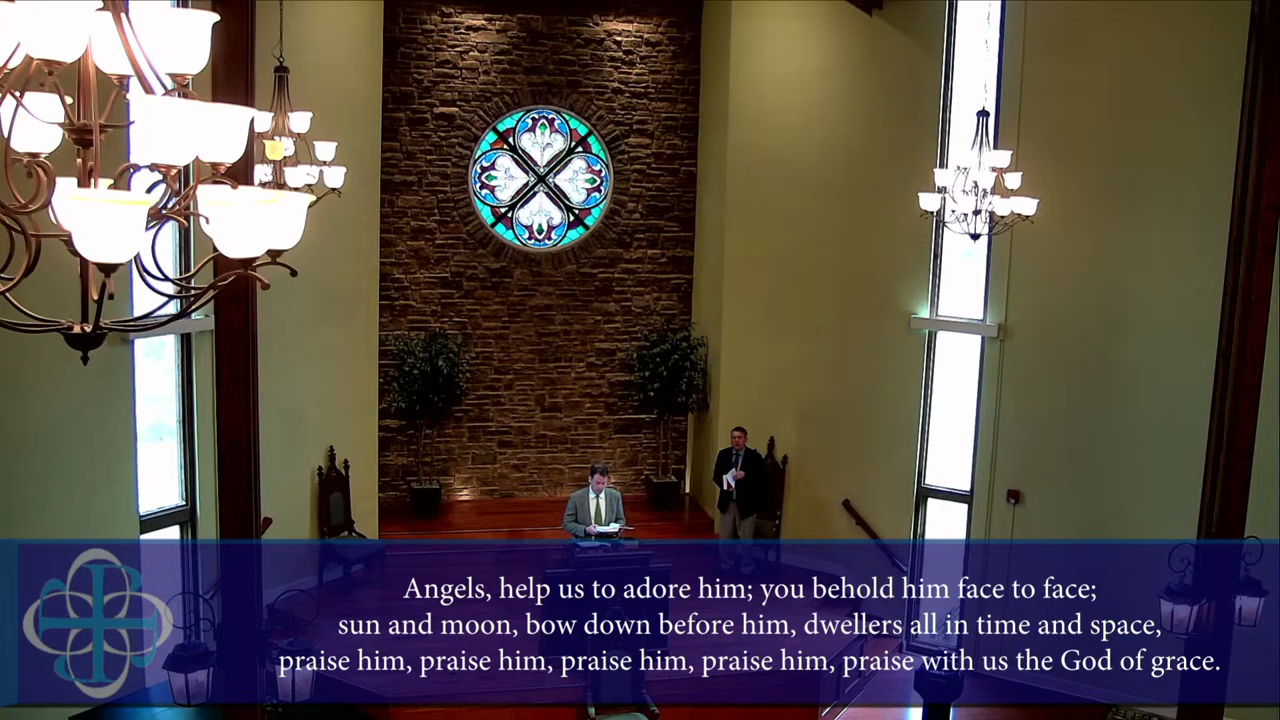 Angels, help us to adore him; you behold him face to face;
sun and moon, bow down before him, dwellers all in time and space,
praise him, praise him, praise him, praise him, praise with us the God of grace.